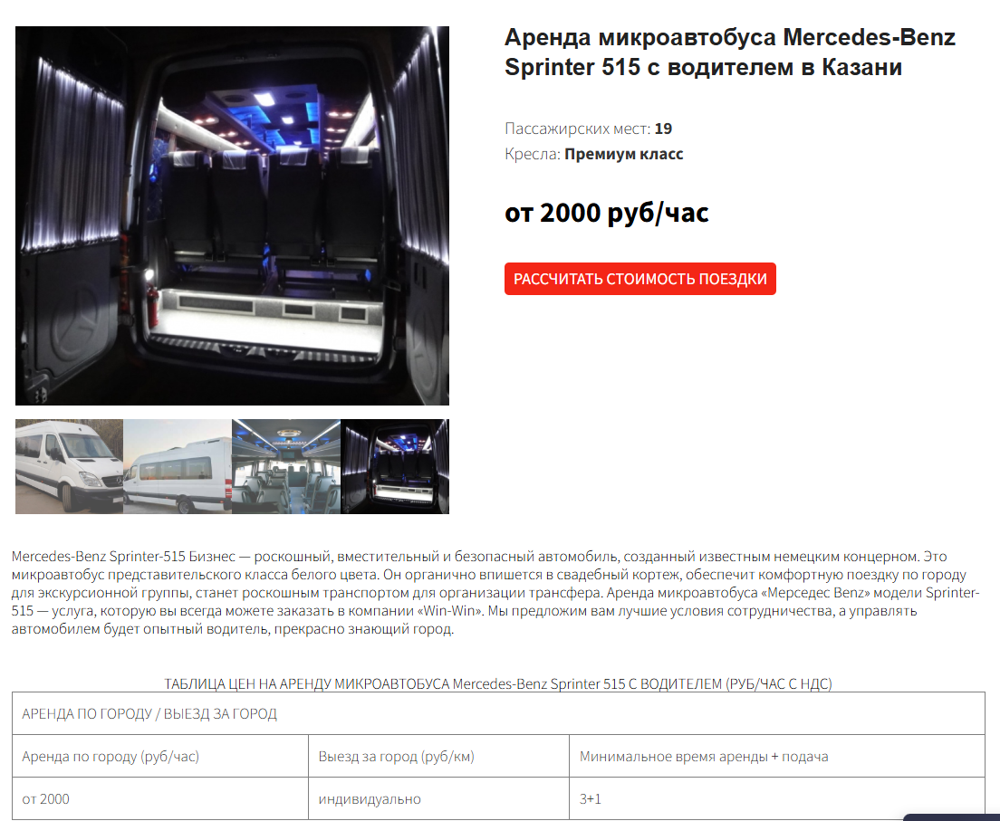 Аренда микроавтобуса Mercedes-Benz
Sprinter 515 с водителем в Казани
Пассажирских мест: 19
Кресла: Премиум класс
от 2000 руб/час
РАССЧИТАТЬ СТОИМОСТЬ ПОЕЗДКИ
Mercedes-Benz Sprinter-515 Бизнес — роскошный, вместительный и безопасный автомобиль, созданный известным немецким концерном. Это
микроавтобус представительского класса белого цвета. Он органично впишется в свадебный кортеж, обеспечит комфортную поездку по городу
для экскурсионной группы, станет роскошным транспортом для организации трансфера. Аренда микроавтобуса «Мерседес Benz» модели Sprinter-
515 — услуга, которую вы всегда можете заказать в компании «Win-Win». Мы предложим вам лучшие условия сотрудничества, а управлять
автомобилем будет опытный водитель, прекрасно знающий город.
ТАБЛИЦА ЦЕН НА АРЕНДУ МИКРОАВТОБУСА Mercedes-Benz Sprinter 515 С ВОДИТЕЛЕМ (РУБ/ЧАС С НДС)
АРЕНДА ПО ГОРОДУ / ВЫЕЗД ЗА ГОРОД
Аренда по городу (руб/час) Выезд за город (руб/км) Минимальное время аренды + подача
от 2000 индивидуально 3+1